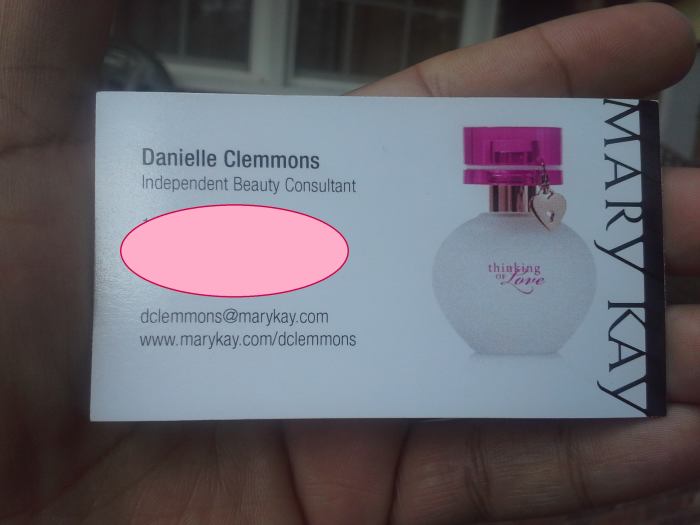 Danielle Clemmons
Independent Beauty Consultant
dclemmons@marykay.com
www.marykay.com/dclemmons
thinking
OF Love
MARY KAY